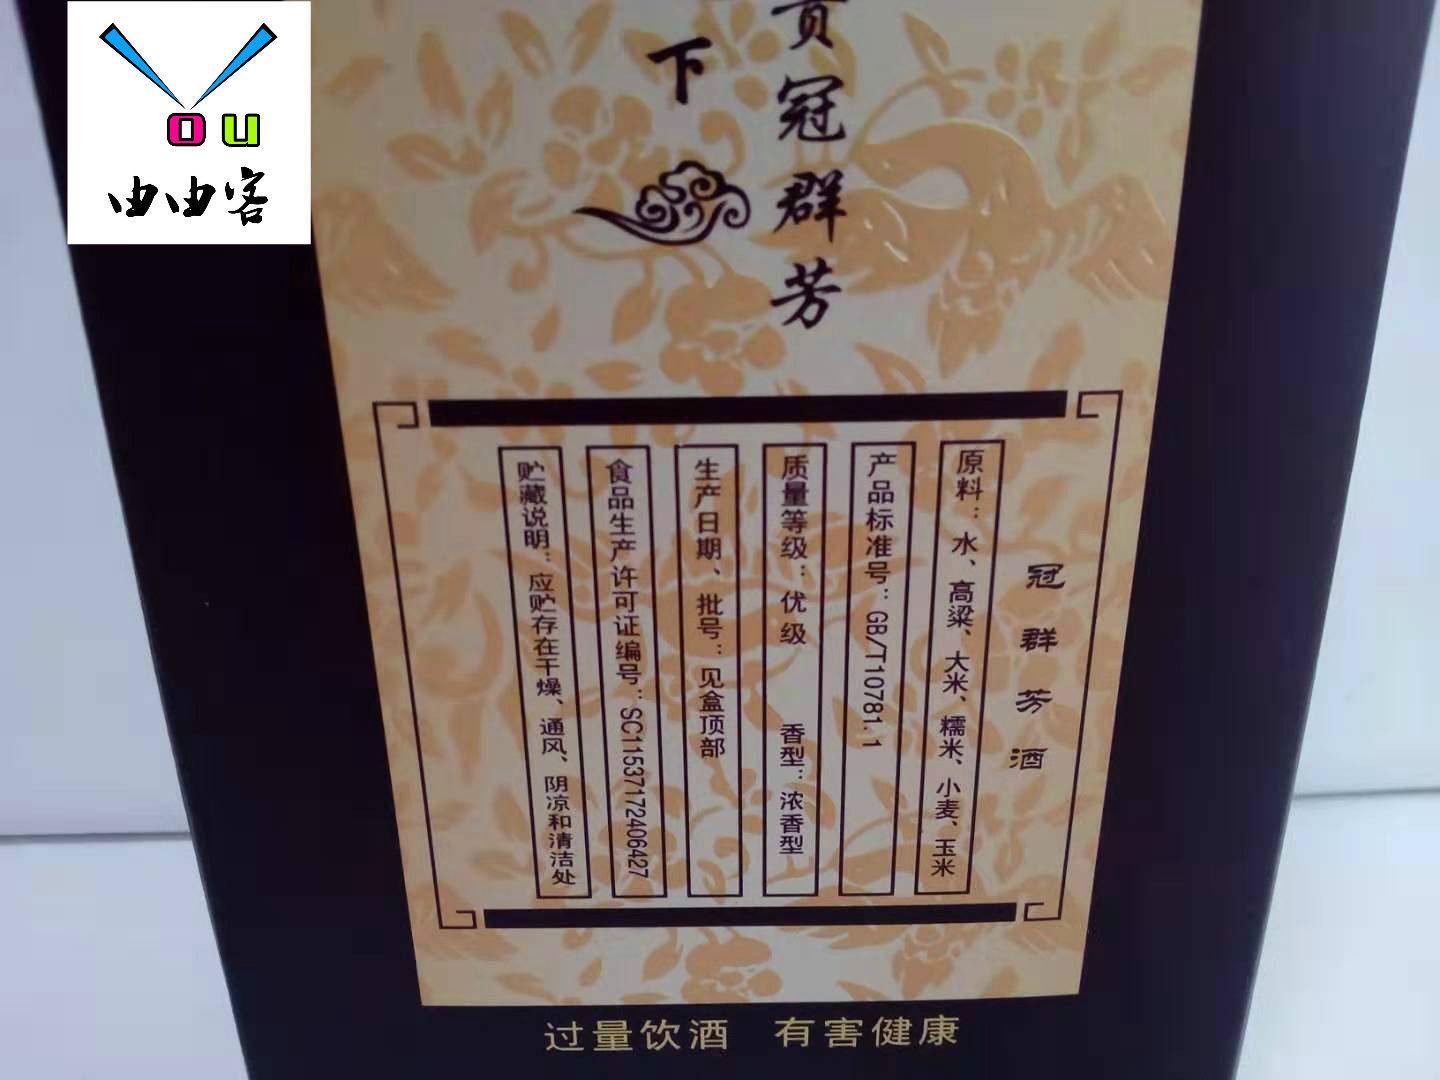 You
由由客
贡冠群芳
下
冠群芳酒
原料：水、高粱、大米、糯米、小麦、玉米
产品标准号：GB/T10781.1
质量等级：优级 香型：浓香型
生产日期、批号：见盒顶部
食品生产许可证编号：SC11537172406427
贮藏说明：应贮存在干燥、通风、阴凉和清洁处
过量饮酒 有害健康